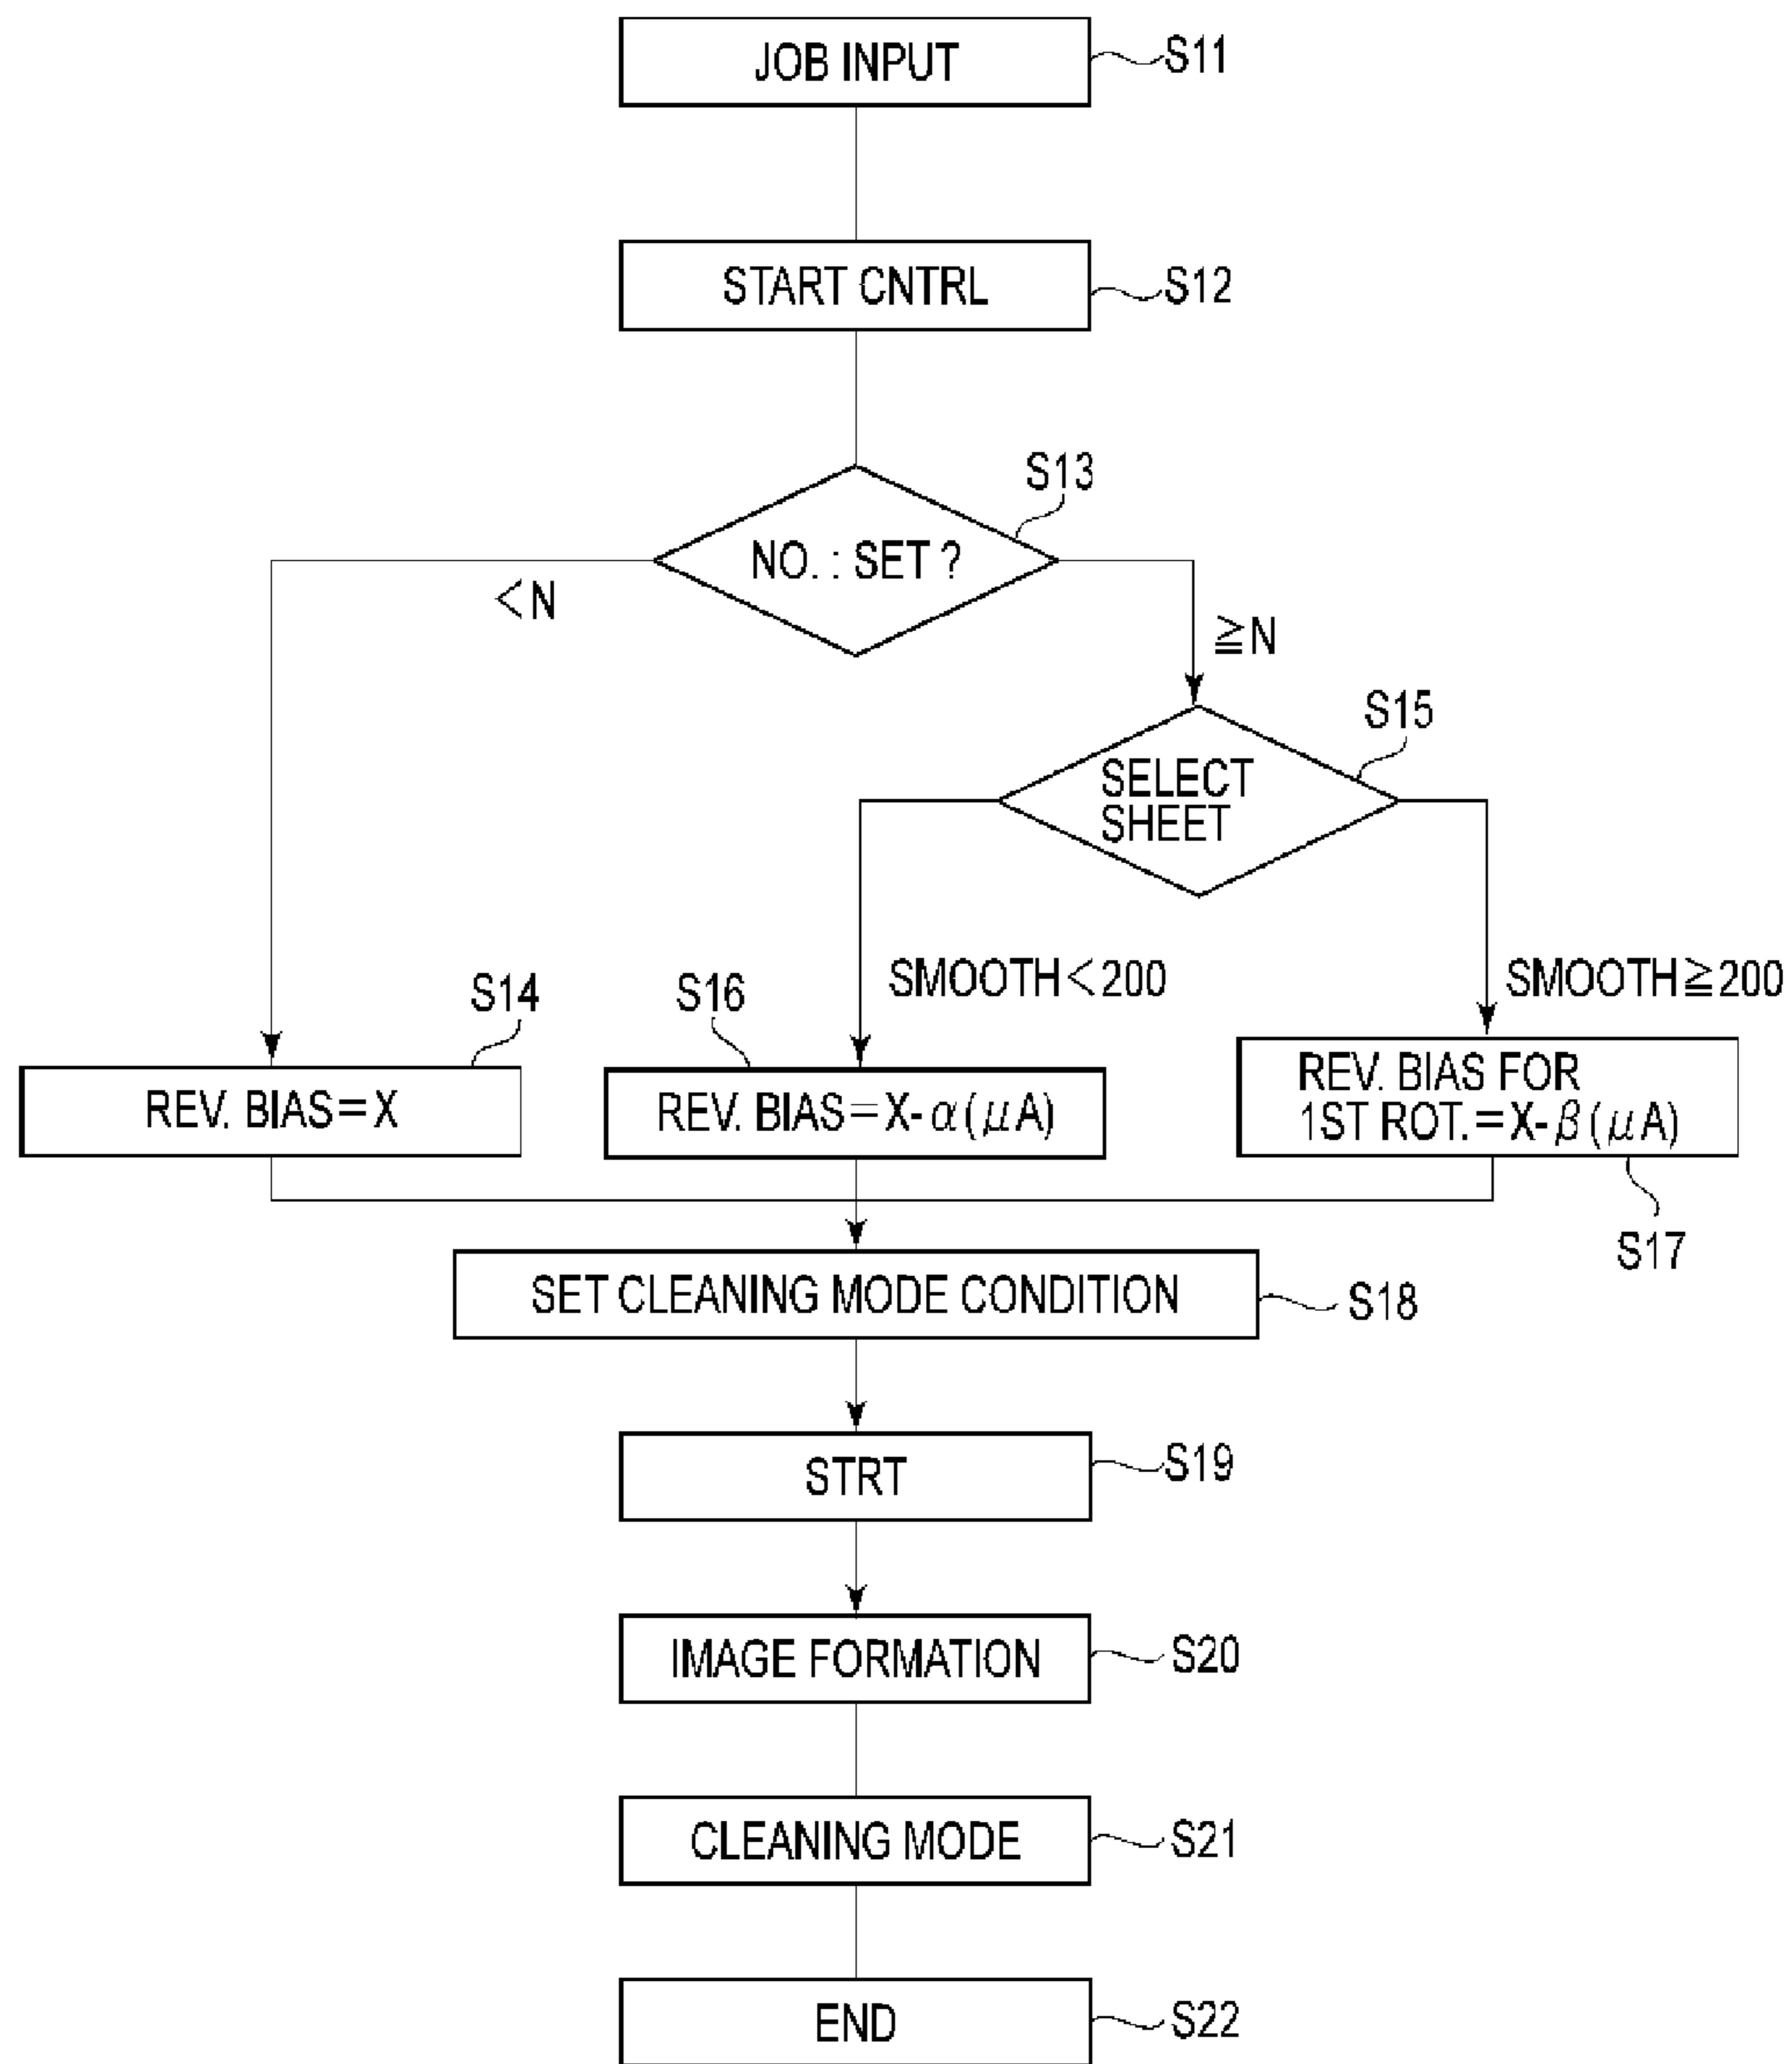 JOB INPUT
S11
START CNTRL
S12
S13
NO. : SET ?
<N
≧N
S15
SELECT
SHEET
SMOOTH<200
SMOOTH≧200
S14
S16
REV. BIAS=X
REV. BIAS=X-α(μA)
REV. BIAS FOR
1ST ROT.=X-β(μA)
S17
SET CLEANING MODE CONDITION
S18
STRT
S19
IMAGE FORMATION
S20
CLEANING MODE
S21
END
S22